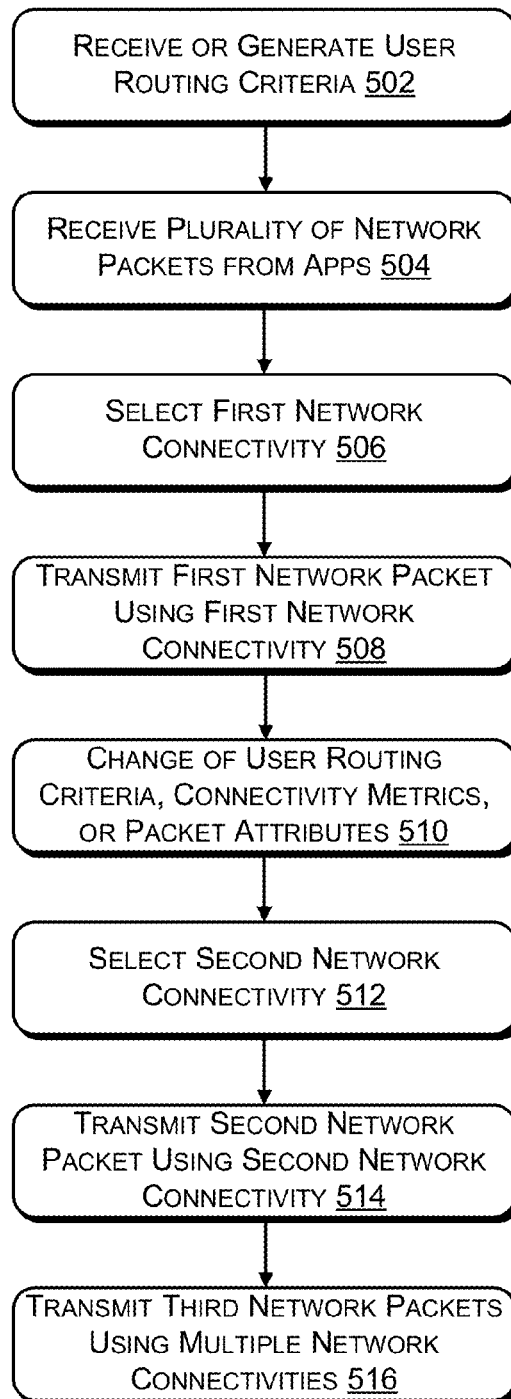 RECEIVE OR GENERATE USER
ROUTING CRITERIA 502
RECEIVE PLURALITY OF NETWORK
PACKETS FROM APPS 504
SELECT FIRST NETWORK
CONNECTIVITY 506
TRANSMIT FIRST NETWORK PACKET
USING FIRST NETWORK
CONNECTIVITY 508
CHANGE OF USER ROUTING
CRITERIA, CONNECTIVITY METRICS,
OR PACKET ATTRIBUTES 510
SELECT SECOND NETWORK
CONNECTIVITY 512
TRANSMIT SECOND NETWORK
PACKET USING SECOND NETWORK
CONNECTIVITY 514
TRANSMIT THIRD NETWORK PACKETS
USING MULTIPLE NETWORK
CONNECTIVITIES 516